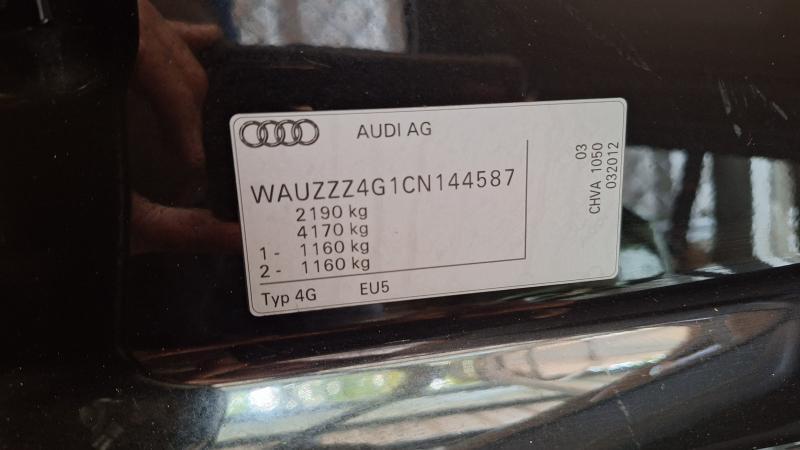 AUDI AG
WAUZZZ4G1CN144587
2190 kg
4170 kg
1 - 1160 kg
2 - 1160 kg
Typ 4G EU5
03
CHVA 1050
032012